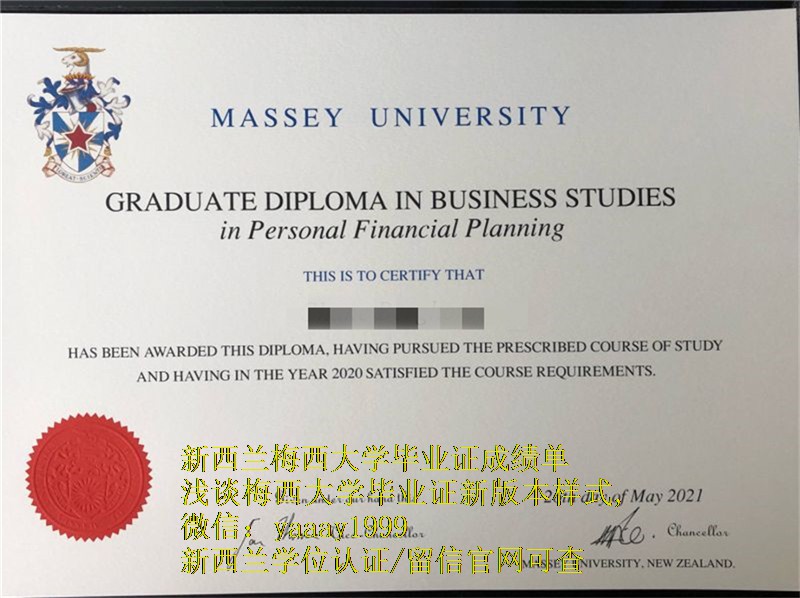 MASSEY UNIVERSITY
GRADUATE DIPLOMA IN BUSINESS STUDIES
in Personal Financial Planning
THIS IS TO CERTIFY THAT
HAS BEEN AWARDED THIS DIPLOMA, HAVING PURSUED THE PRESCRIBED COURSE OF STUDY
AND HAVING IN THE YEAR 2020 SATISFIED THE COURSE REQUIREMENTS.
新西兰梅西大学毕业证成绩单
浅谈梅西大学毕业证新版本样式,
day of May 2021
微信：yaaay1999
Chancellor
Chancellor
新西兰学位认证/留信官网可查
MASSEY UNIVERSITY, NEW ZEALAND.